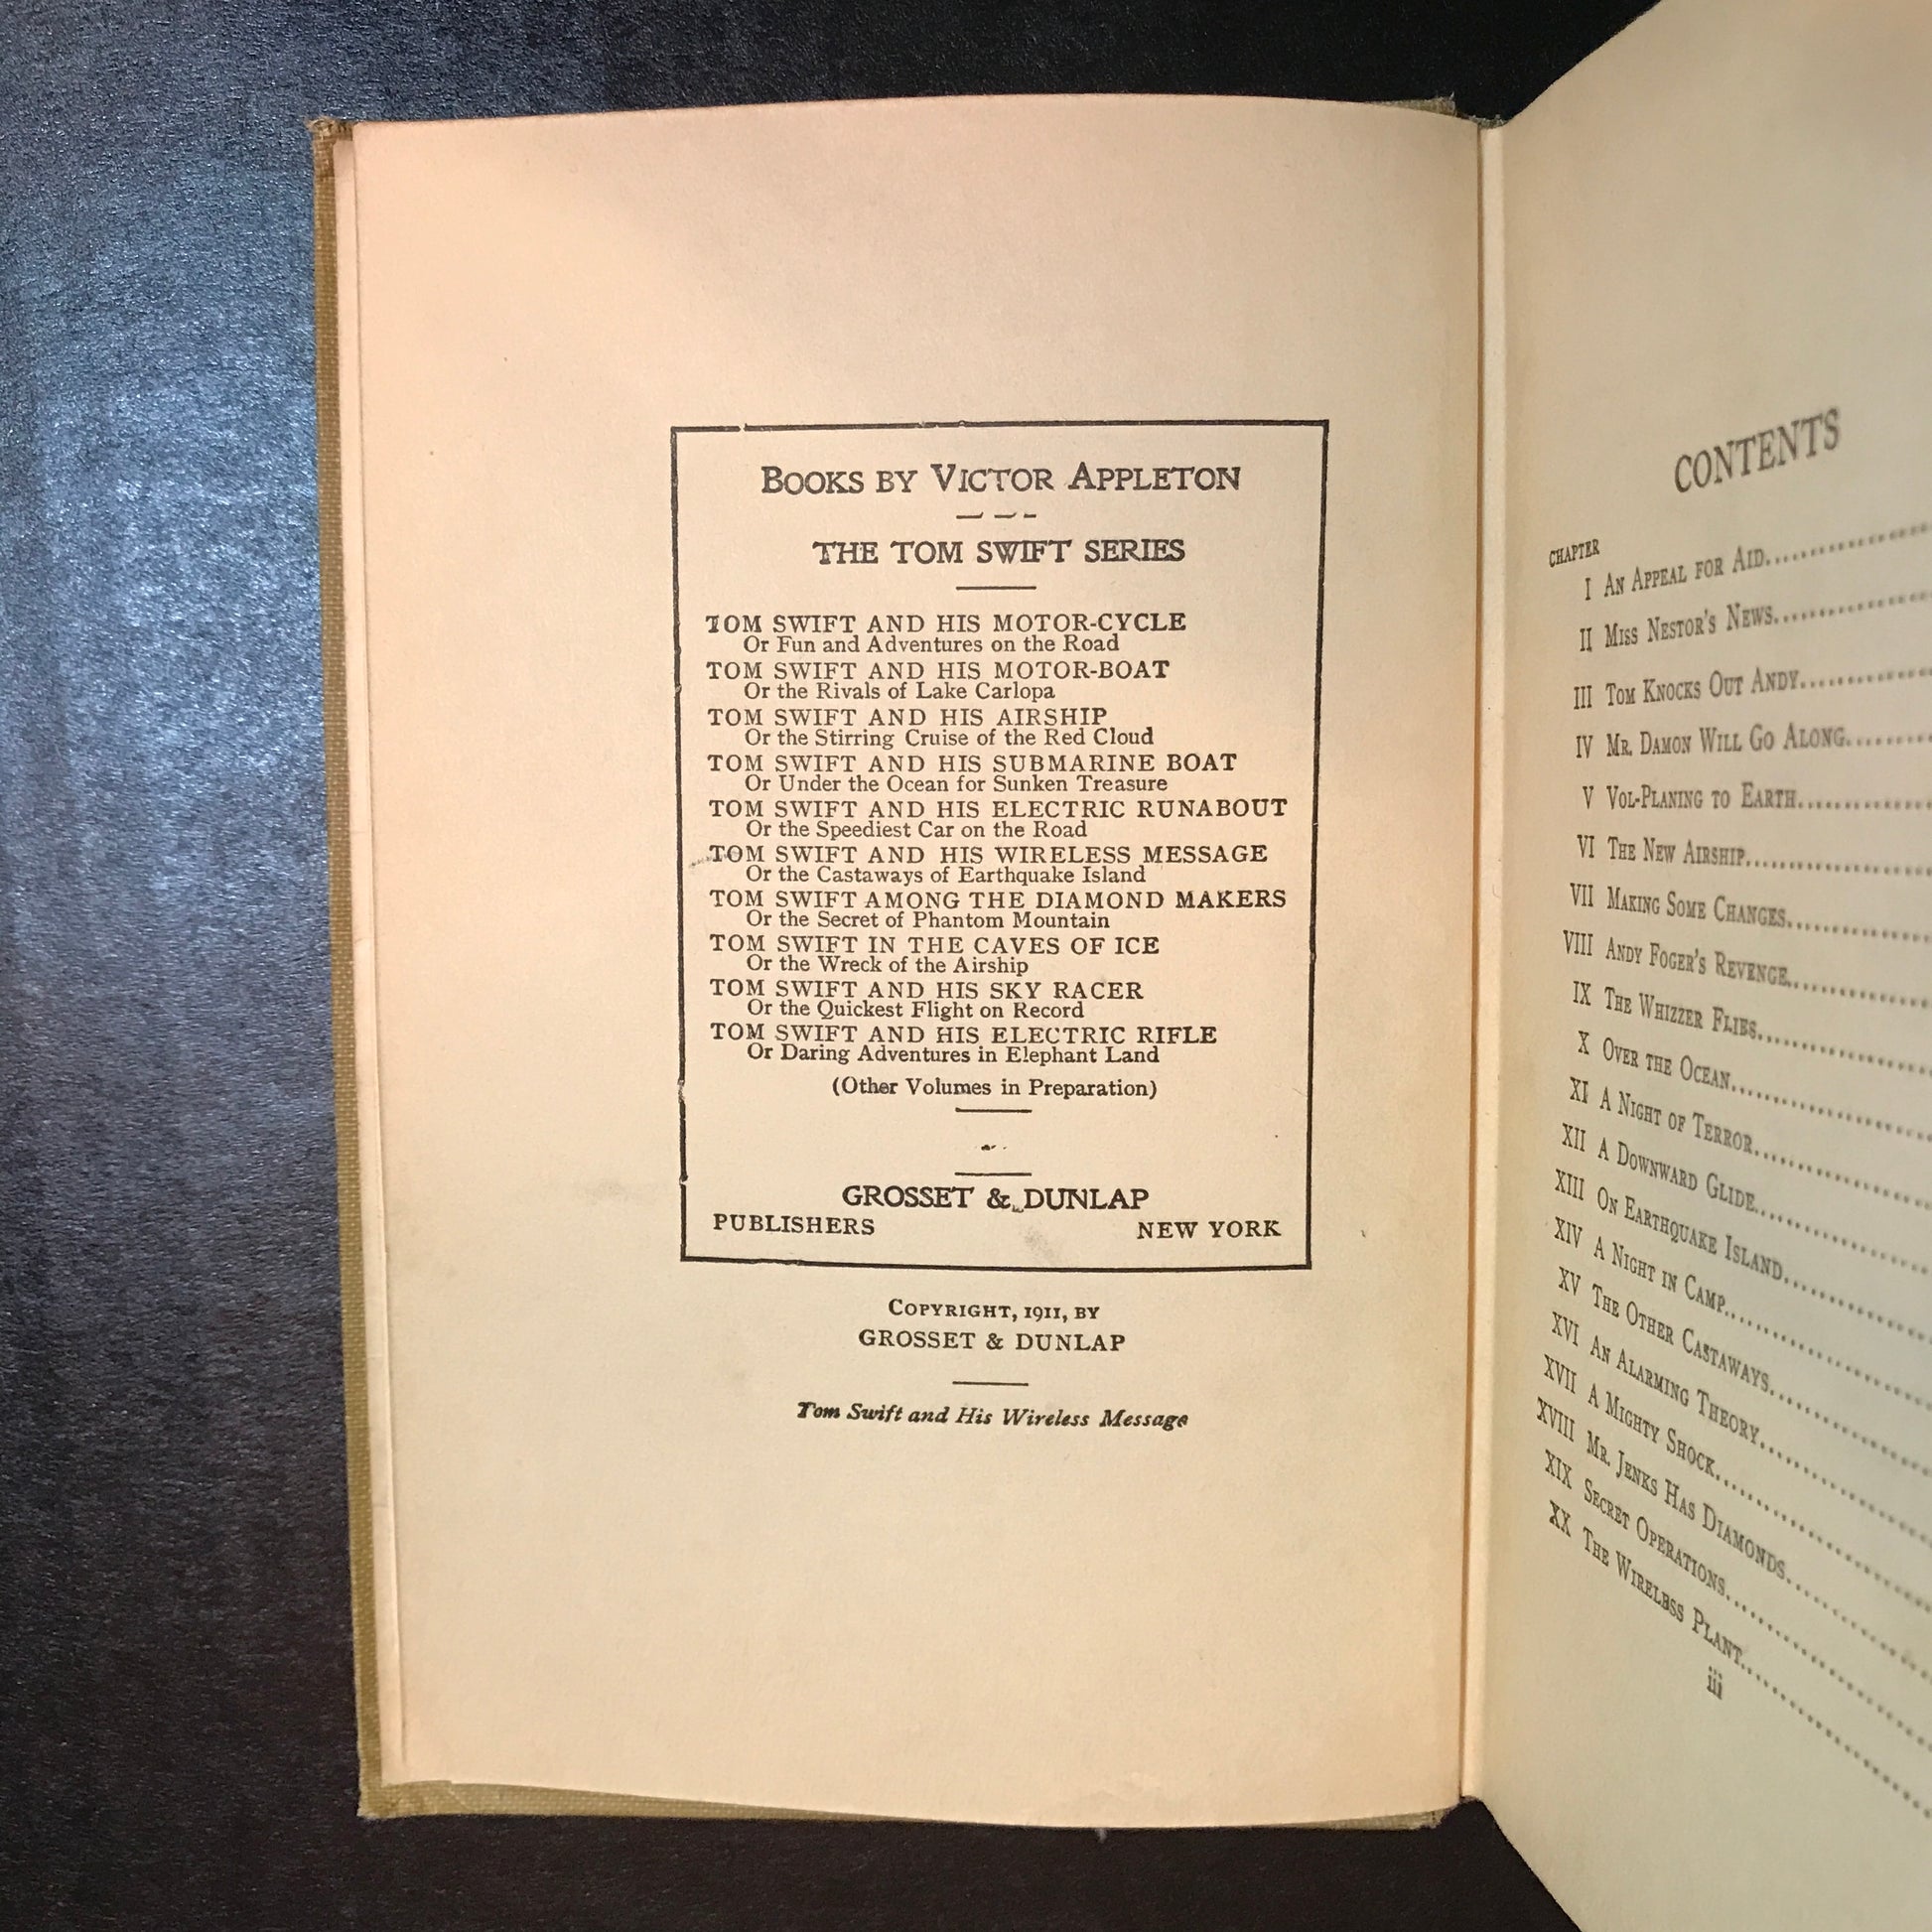 BOOKS BY VICTOR APPLETON
THE TOM SWIFT SERIES
TOM SWIFT AND HIS MOTOR-CYCLE
Or Fun and Adventures on the Road
TOM SWIFT AND HIS MOTOR-BOAT
Or the Rivals of Lake Carlopa
TOM SWIFT AND HIS AIRSHIP
Or the Stirring Cruise of the Red Cloud
TOM SWIFT AND HIS SUBMARINE BOAT
Or Under the Ocean for Sunken Treasure
TOM SWIFT AND HIS ELECTRIC RUNABOUT
Or the Speediest Car on the Road
TOM SWIFT AND HIS WIRELESS MESSAGE
Or the Castaways of Earthquake Island
TOM SWIFT AMONG THE DIAMOND MAKERS
Or the Secret of Phantom Mountain
TOM SWIFT IN THE CAVES OF ICE
Or the Wreck of the Airship
TOM SWIFT AND HIS SKY RACER
Or the Quickest Flight on Record
TOM SWIFT AND HIS ELECTRIC RIFLE
Or Daring Adventures in Elephant Land
(Other Volumes in Preparation)
GROSSET & DUNLAP
PUBLISHERS NEW YORK
COPYRIGHT, 1911, BY
GROSSET & DUNLAP
Tom Swift and His Wireless Message
CONTENTS
CHAPTER
I AN APPEAL FOR AID
II MISS NESTOR'S NEWS
III TOM KNOCKS OUT ANDY
IV MR. DAMON WILL GO ALONG
V VOL-PLANING TO EARTH
VI THE NEW AIRSHIP
VII MAKING SOME CHANGES
VIII ANDY FOGER'S REVENGE
IX THE WHIZZER FLIES
X OVER THE OCEAN
XI A NIGHT OF TERROR
XII A DOWNWARD GLIDE
XIII ON EARTHQUAKE ISLAND
XIV A NIGHT IN CAMP
XV THE OTHER CASTAWAYS
XVI AN ALARMING THEORY
XVII A MIGHTY SHOCK
XVIII MR. JENKS HAS DIAMONDS
XIX SECRET OPERATIONS
XX THE WIRELESS PLANT
iii